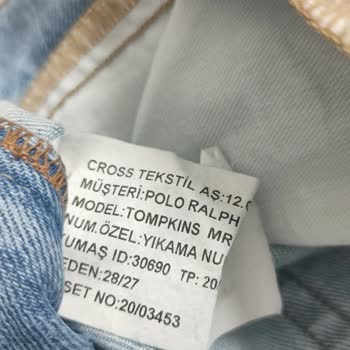 CROSS TEKSTİL AŞ:12.0
MÜŞTERİ:POLO RALPH
MODEL:TOMPKINS MR
NUM.ÖZEL:YIKAMA NU
UMAŞ ID:30690 TP: 20
EDEN:28/27
SET NO:20/03453